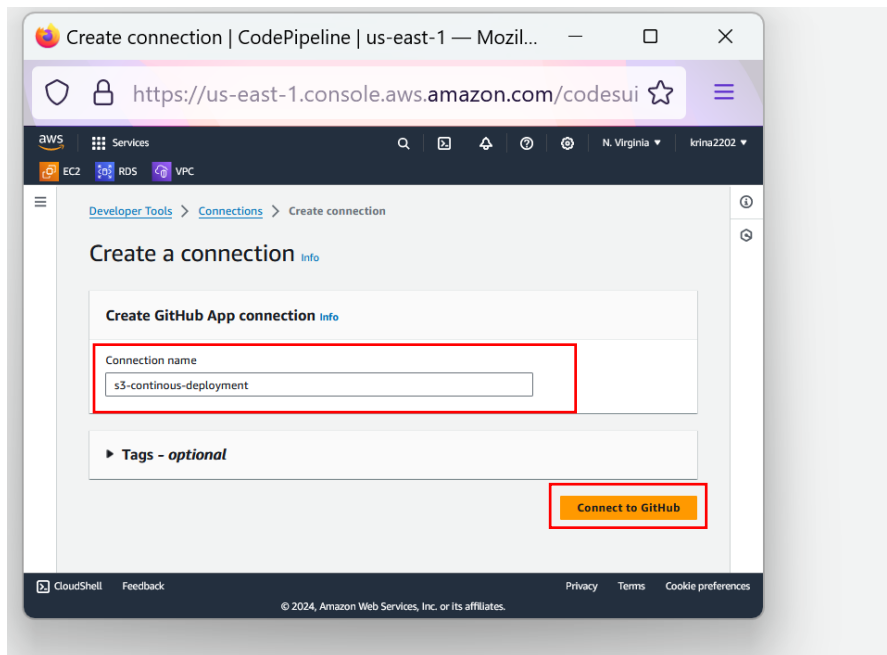 Create connection | CodePipeline | us-east-1 — Mozil...
https://us-east-1.console.aws.amazon.com/codesui
aws Services N. Virginia krina2202
EC2 RDS VPC
Developer Tools > Connections > Create connection
Create a connection Info
Create GitHub App connection Info
Connection name
s3-continous-deployment
Tags - optional
Connect to GitHub
CloudShell Feedback Privacy Terms Cookie preferences
© 2024, Amazon Web Services, Inc. or its affiliates.